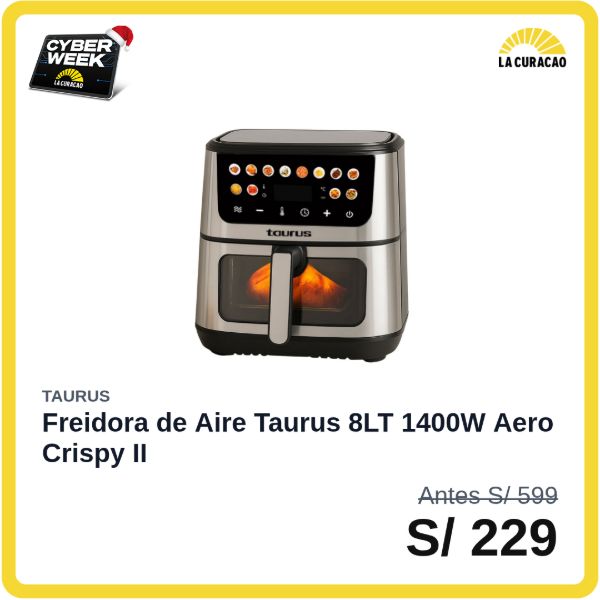 CYBER
WEEK
LA CURACAO
LA CURACAO
taurus
TAURUS
Freidora de Aire Taurus 8LT 1400W Aero
Crispy II
Antes S/ 599
S/ 229